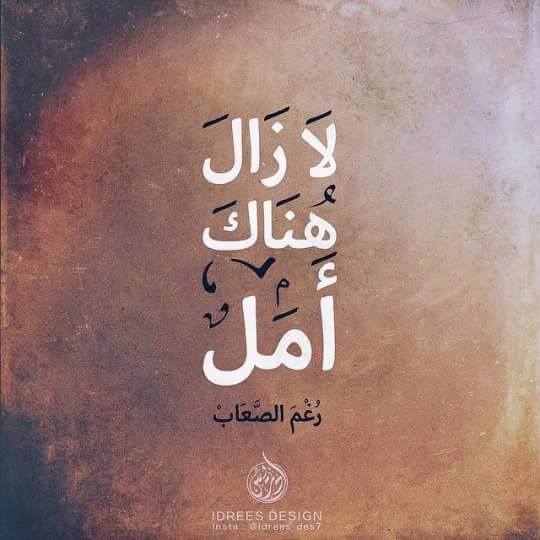 لَا زَالَ
هُنَاكَ
أَمَل
رُغْمَ الصَّعَابْ
IDREES DESIGN
Insta : @idrees_des7